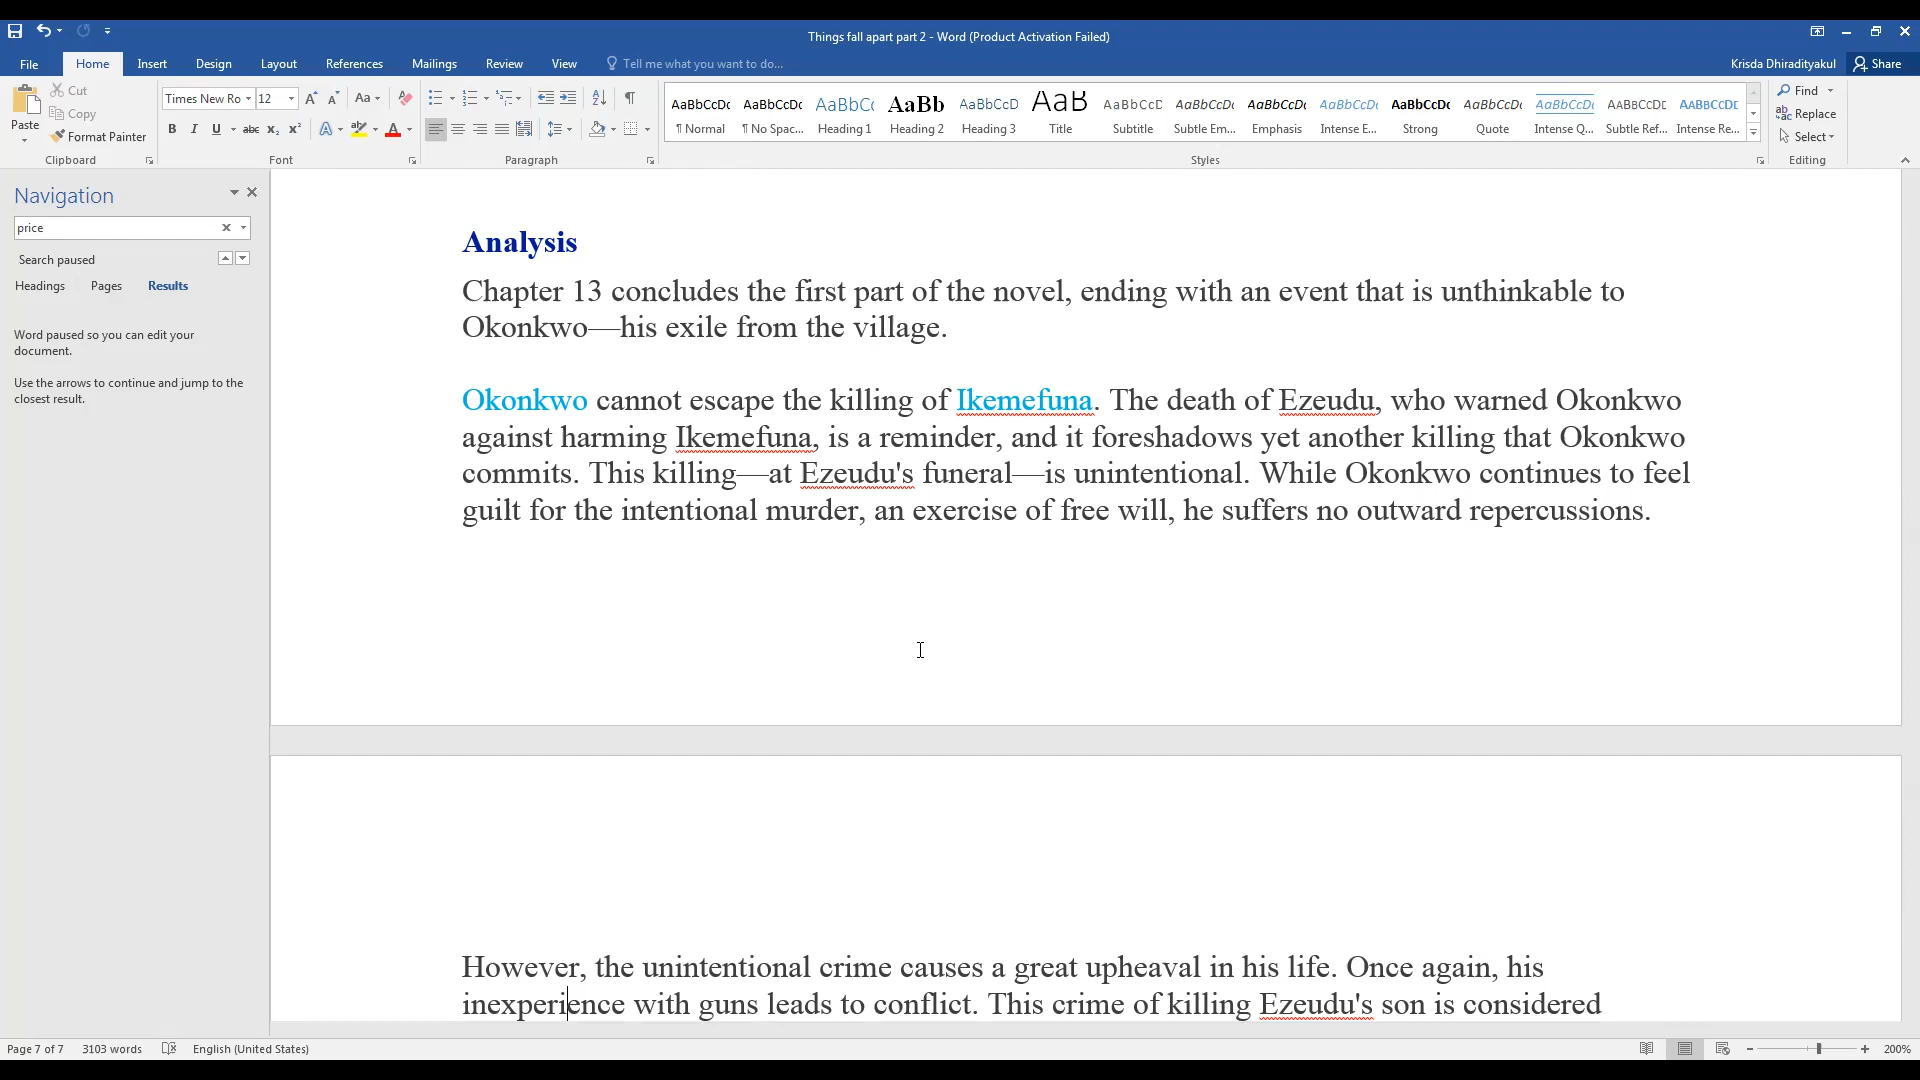 Things fall apart part 2 - Word (Product Activation Failed)
File Home Insert Design Layout References Mailings Review View Tell me what you want to do... Krisda Dhiradityakul Share
Paste
Cut
Copy
Format Painter
Clipboard
Times New Ro 12
Font
Paragraph
AaBbCcDc AaBbCcDc AaBbCc AaBb AaBbCcD AaB AaBbCcD AaBbCcDc AaBbCcDc AaBbCcDc AaBbCcDc AaBbCcDc AaBbCcDc AABBCCDE AABBCCDE
¶ Normal ¶ No Spac... Heading 1 Heading 2 Heading 3 Title Subtitle Subtle Em... Emphasis Intense E... Strong Quote Intense Q... Subtle Ref... Intense Re...
Styles
Find
Replace
Select
Editing
Navigation
price
Search paused
Headings Pages Results
Word paused so you can edit your
document.
Use the arrows to continue and jump to the
closest result.
Analysis
Chapter 13 concludes the first part of the novel, ending with an event that is unthinkable to
Okonkwo—his exile from the village.
Okonkwo cannot escape the killing of Ikemefuna. The death of Ezeudu, who warned Okonkwo
against harming Ikemefuna, is a reminder, and it foreshadows yet another killing that Okonkwo
commits. This killing—at Ezeudu's funeral—is unintentional. While Okonkwo continues to feel
guilt for the intentional murder, an exercise of free will, he suffers no outward repercussions.
However, the unintentional crime causes a great upheaval in his life. Once again, his
inexperience with guns leads to conflict. This crime of killing Ezeudu's son is considered
Page 7 of 7 3103 words English (United States) 200%